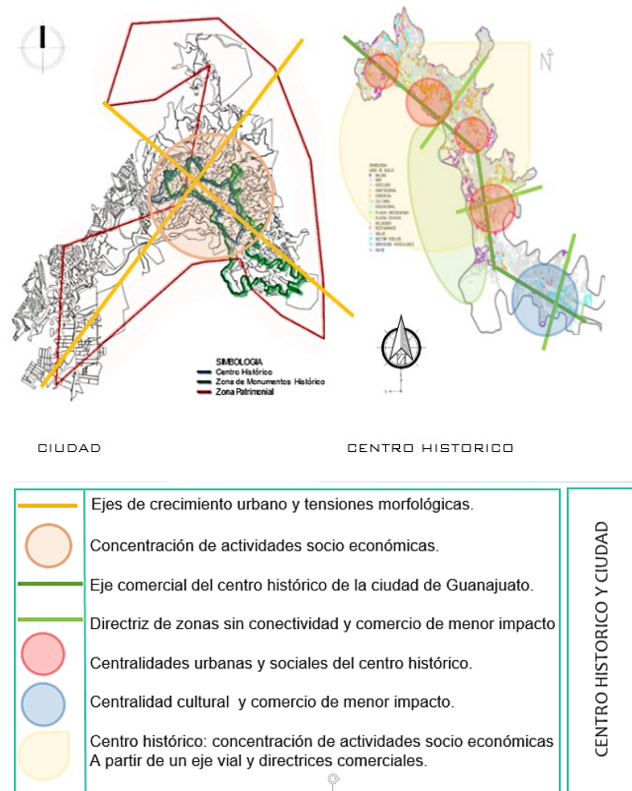 N
SIMBOLOGIA
Centro Histórico
Zona de Monumentos Histórico
Zona Patrimonial
CIUDAD
CENTRO HISTORICO
Ejes de crecimiento urbano y tensiones morfológicas.
Concentración de actividades socio económicas.
Eje comercial del centro histórico de la ciudad de Guanajuato.
Directriz de zonas sin conectividad y comercio de menor impacto
Centralidades urbanas y sociales del centro histórico.
Centralidad cultural y comercio de menor impacto.
Centro histórico: concentración de actividades socio económicas
A partir de un eje vial y directrices comerciales.
CENTRO HISTORICO Y CIUDAD